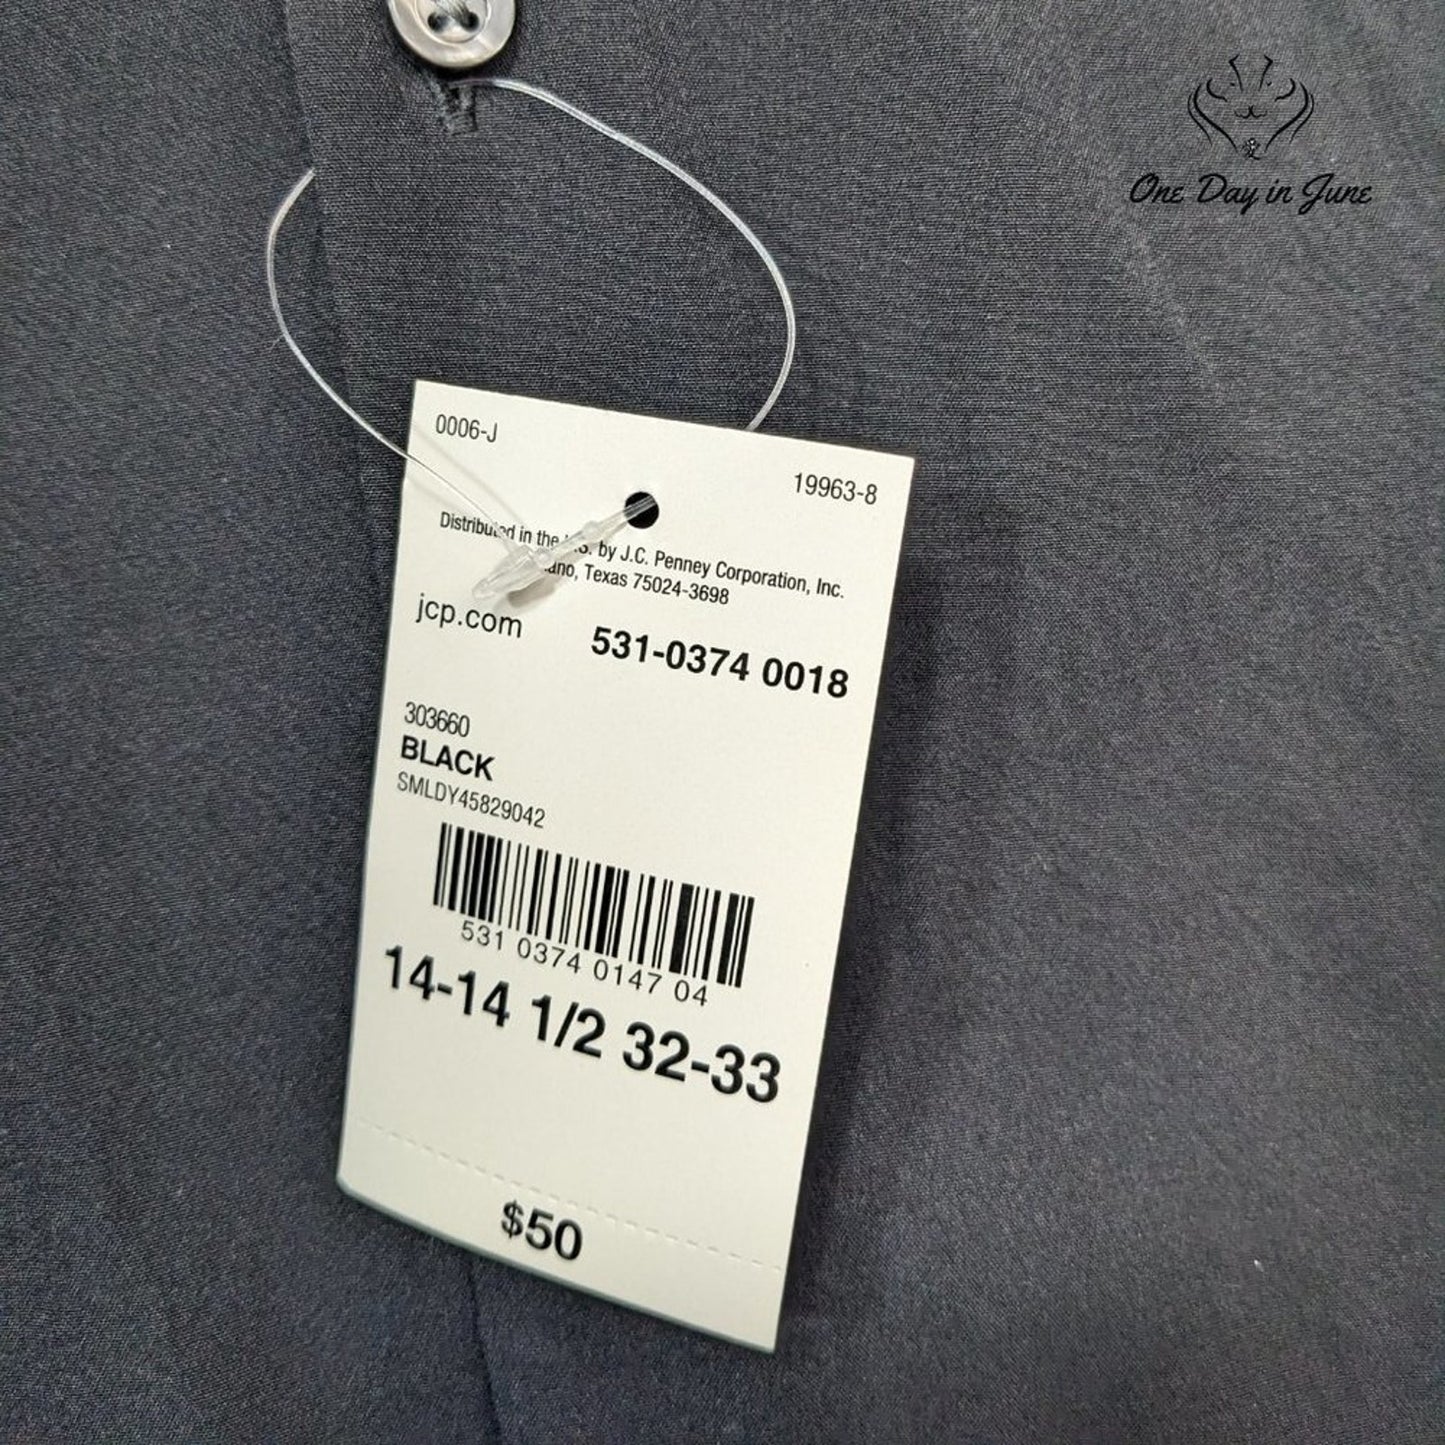 One Day in June
0006-J
19963-8
Distributed in the U.S. by J.C. Penney Corporation, Inc.
Texas 75024-3698
jcp.com
531-0374 0018
303660
BLACK
SMLDY45829042
531 0374 0147 04
14-14 1/2 32-33
$50